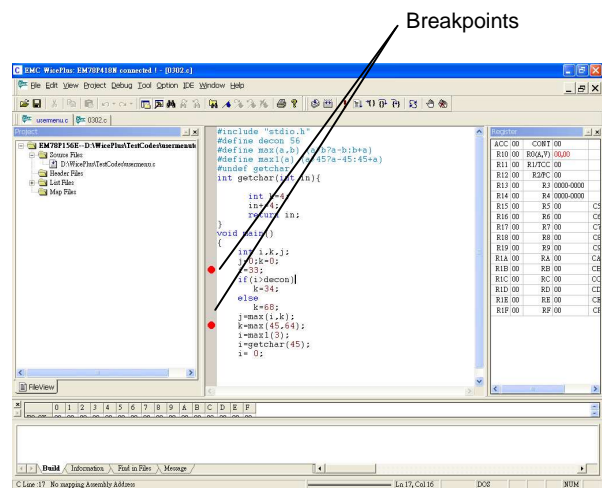 Breakpoints
EMC WicePlus: EM78P418N connected ! - [0302.c]
File Edit View Project Debug Tool Option IDE Window Help
usermenu.c 0302.c
Project
EM78P156E--D:\WicePlus\TestCodes\usermenu
Source Files
D:\WicePlus\TestCodes\usermenu.c
Header Files
List Files
Map Files
FileView
#include "stdio.h"
#define decon 56
#define max(a,b) (a/b?a-b:b+a)
#define max1(a) (a/45?a-45:45+a)
#undef getchar
int getchar(int in){
int k=4;
in+=4;
return in;
}
void main()
{
int i,k,j;
j=0;k=0;
i=33;
if(i>decon)
k=34;
else
k=68;
j=max(i,k);
k=max(45,64);
i=max1(3);
i=getchar(45);
i= 0;
Register
ACC 00 CONT 00
R10 00 R0(A,V) 00,00
R11 00 R1/TCC 00
R12 00 R2/PC 00
R13 00 R3 0000-0000
R14 00 R4 0000-0000
R15 00 R5 00
R16 00 R6 00
R17 00 R7 00
R18 00 R8 00
R19 00 R9 00
R1A 00 RA 00
R1B 00 RB 00
R1C 00 RC 00
R1D 00 RD 00
R1E 00 RE 00
R1F 00 RF 00
0 1 2 3 4 5 6 7 8 9 A B C D E F
Build Information Find in Files Message
C Line :17 No mapping Assembly Address
Ln 17, Col 16 DOS NUM